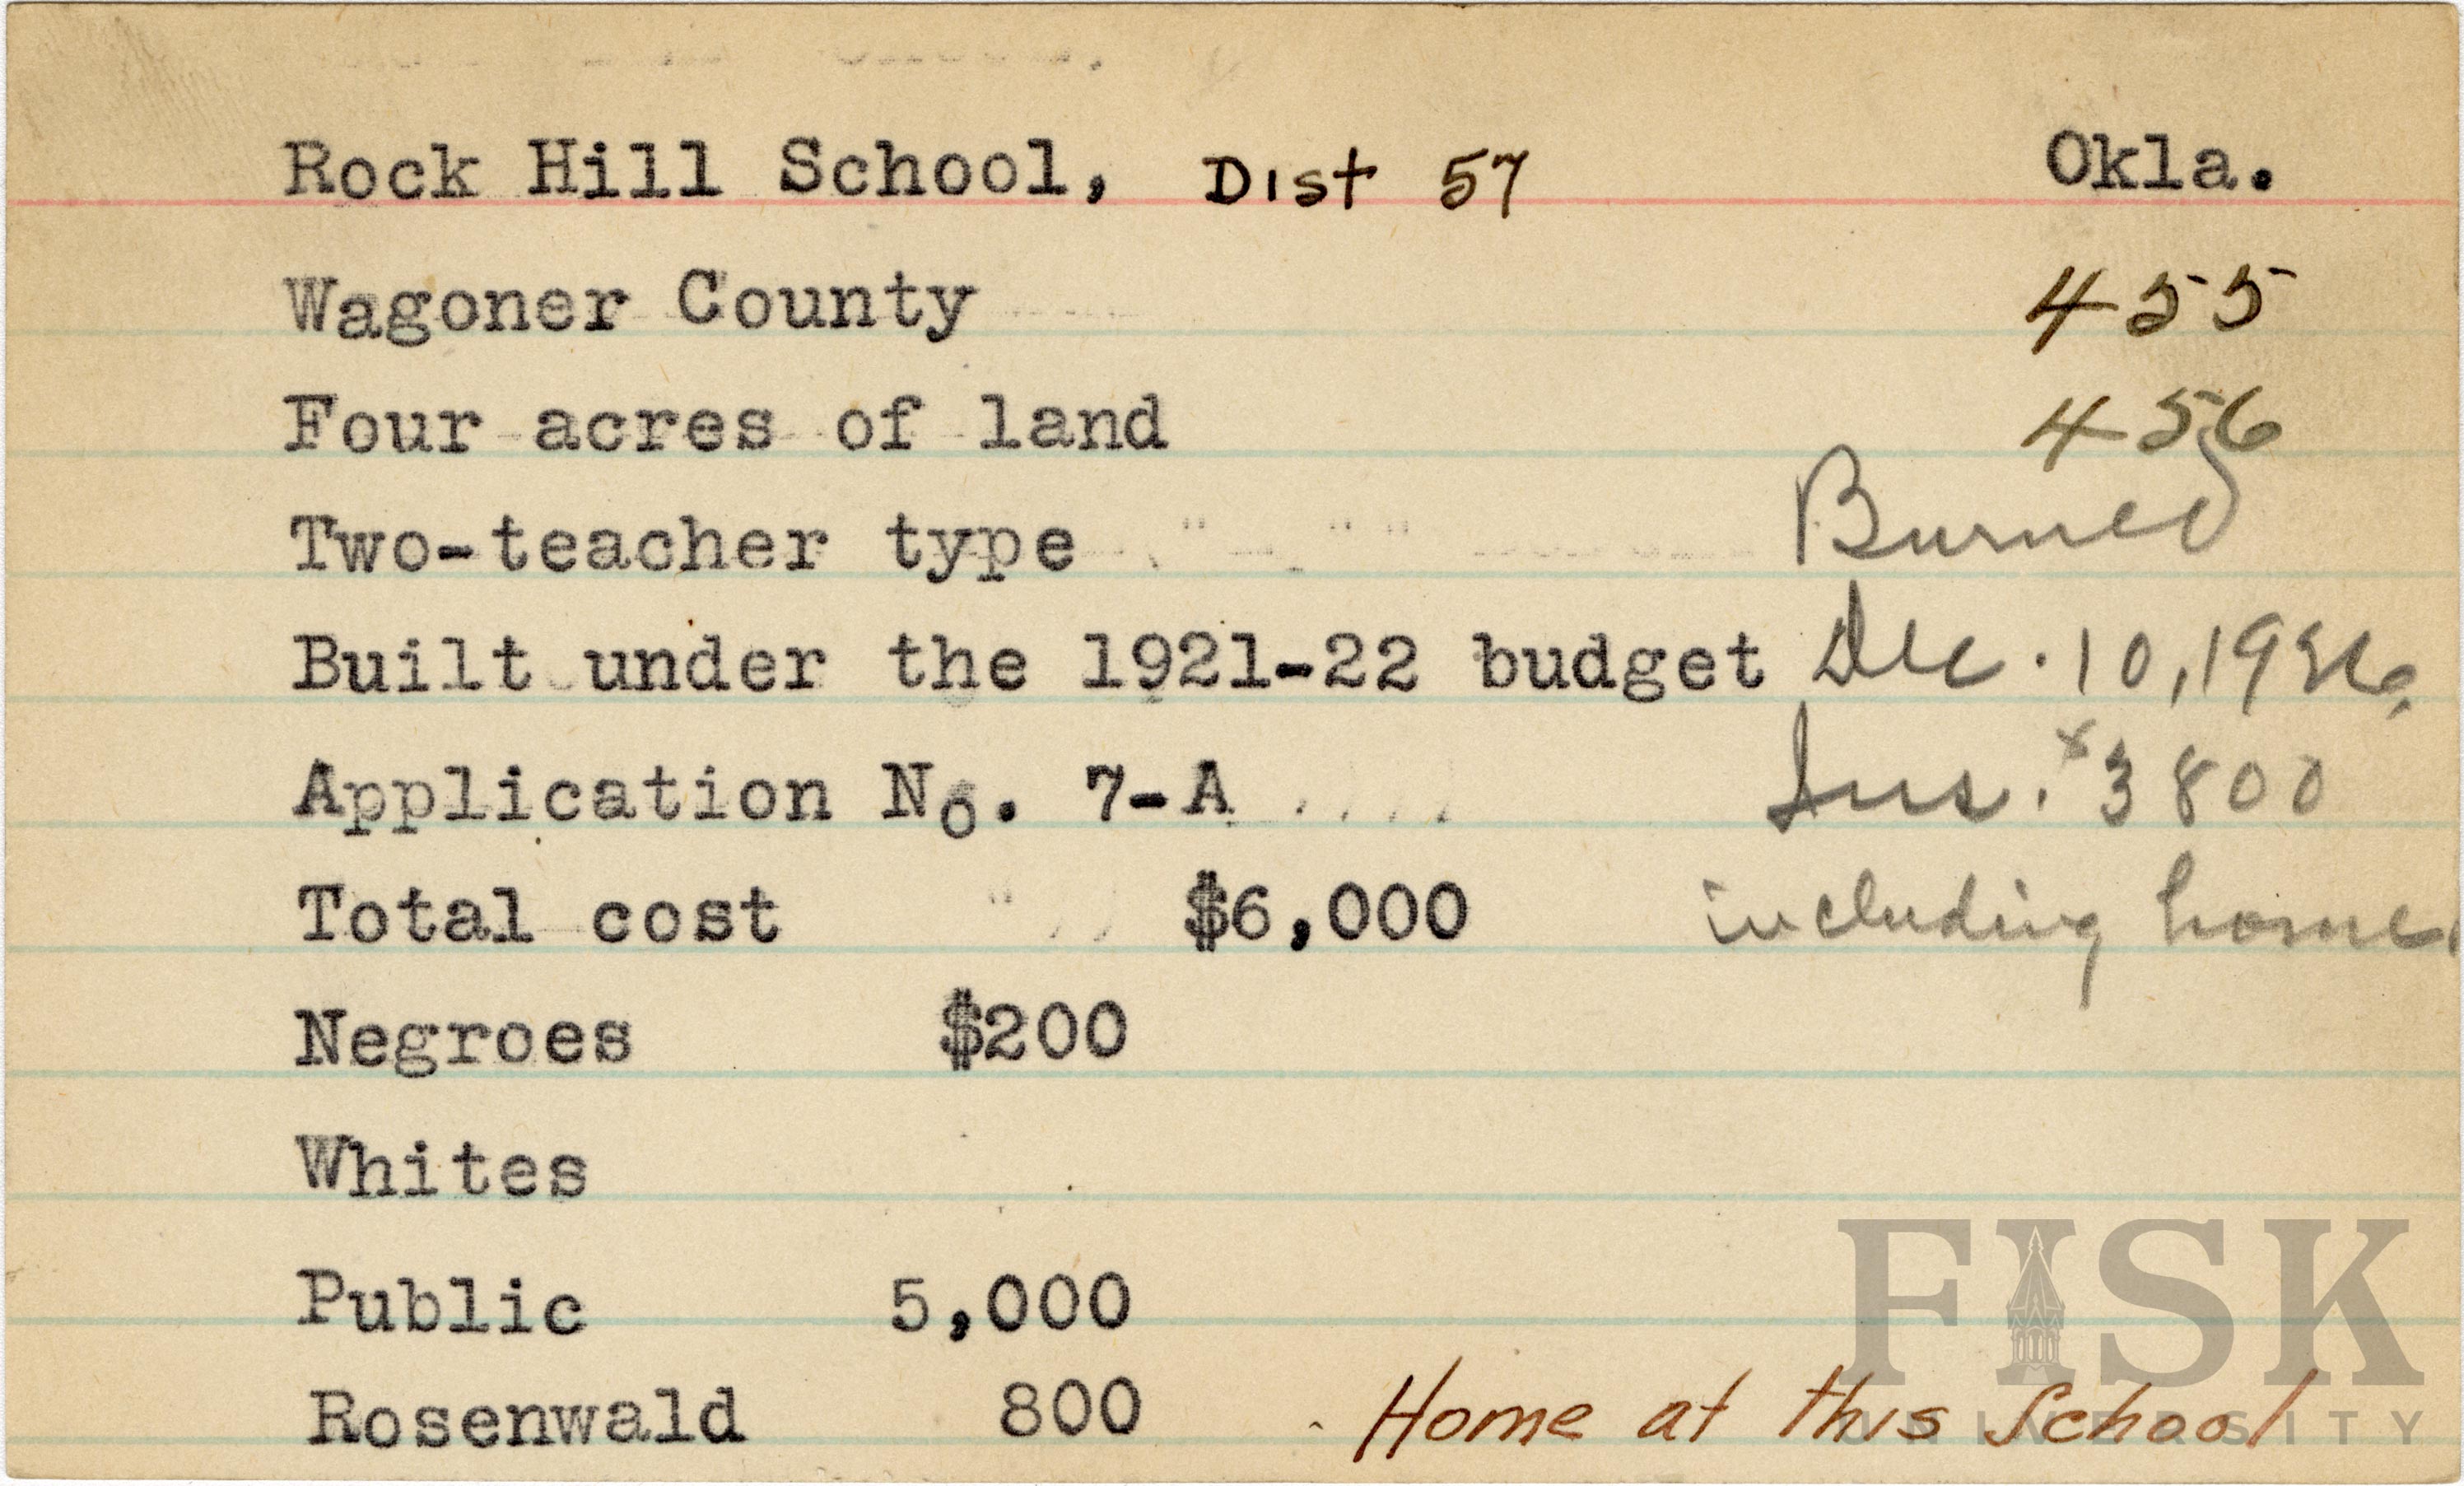 Rock Hill School, Dist 57 Okla.
Wagoner County 455
Four acres of land 456
Two-teacher type Burned
Built under the 1921-22 budget Dec. 10, 1926.
Application No. 7-A Ins. $3800
Total cost $6,000 including home.
Negroes $200
Whites
Public 5,000
Rosenwald 800 Home at this School
FISK
UNIVERSITY